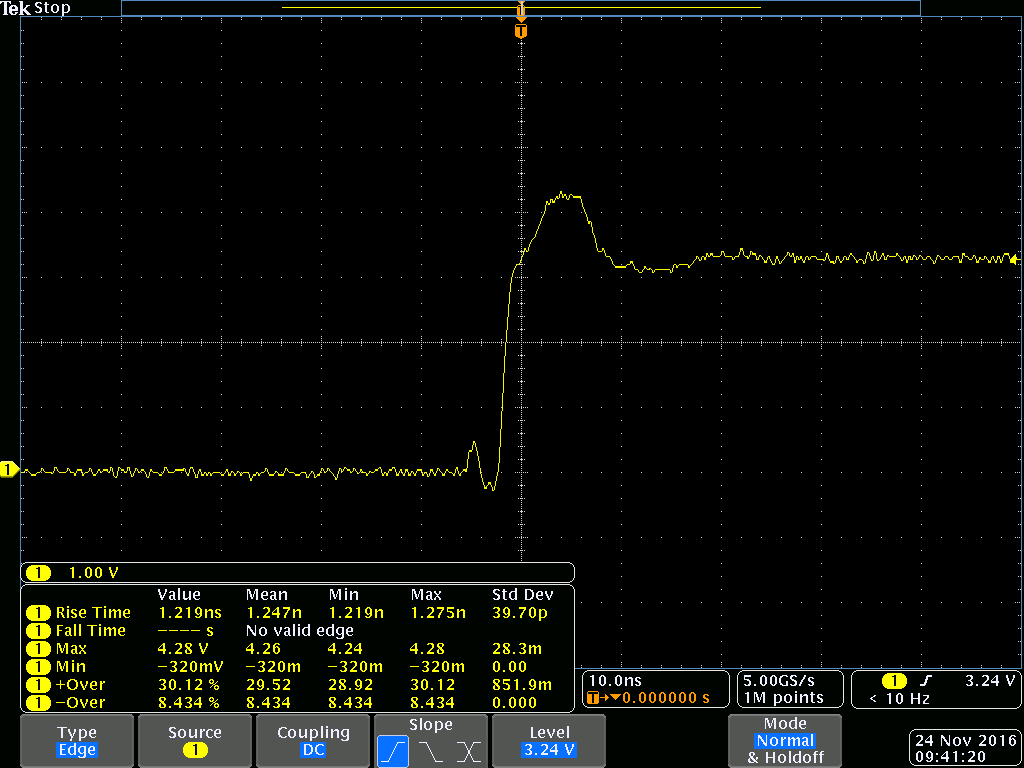 Tek Stop
T
T
1
1 1.00 V
Value Mean Min Max Std Dev
1 Rise Time 1.219ns 1.247n 1.219n 1.275n 39.70p
1 Fall Time −−−− s No valid edge
1 Max 4.28 V 4.26 4.24 4.28 28.3m
1 Min −320mV −320m −320m −320m 0.00
1 +Over 30.12 % 29.52 28.92 30.12 851.9m
1 −Over 8.434 % 8.434 8.434 8.434 0.000
10.0ns
T→▼0.000000 s
5.00GS/s
1M points
1 3.24 V
< 10 Hz
Type
Edge
Source
1
Coupling
DC
Slope
Level
3.24 V
Mode
Normal
& Holdoff
24 Nov 2016
09:41:20